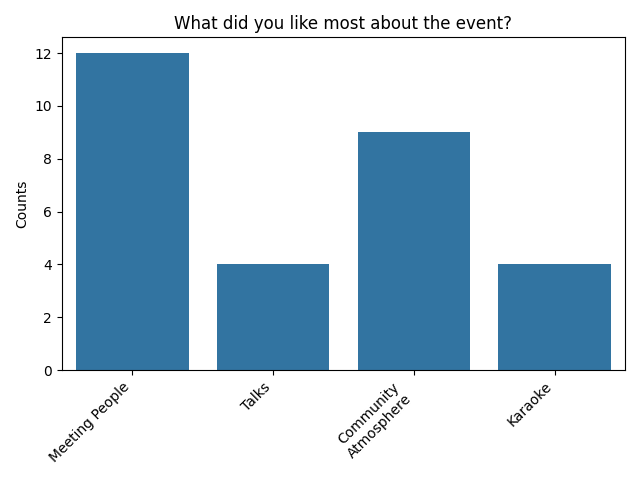 What did you like most about the event?
Counts
12
10
8
6
4
2
0
Meeting People
Talks
Community
Atmosphere
Karaoke